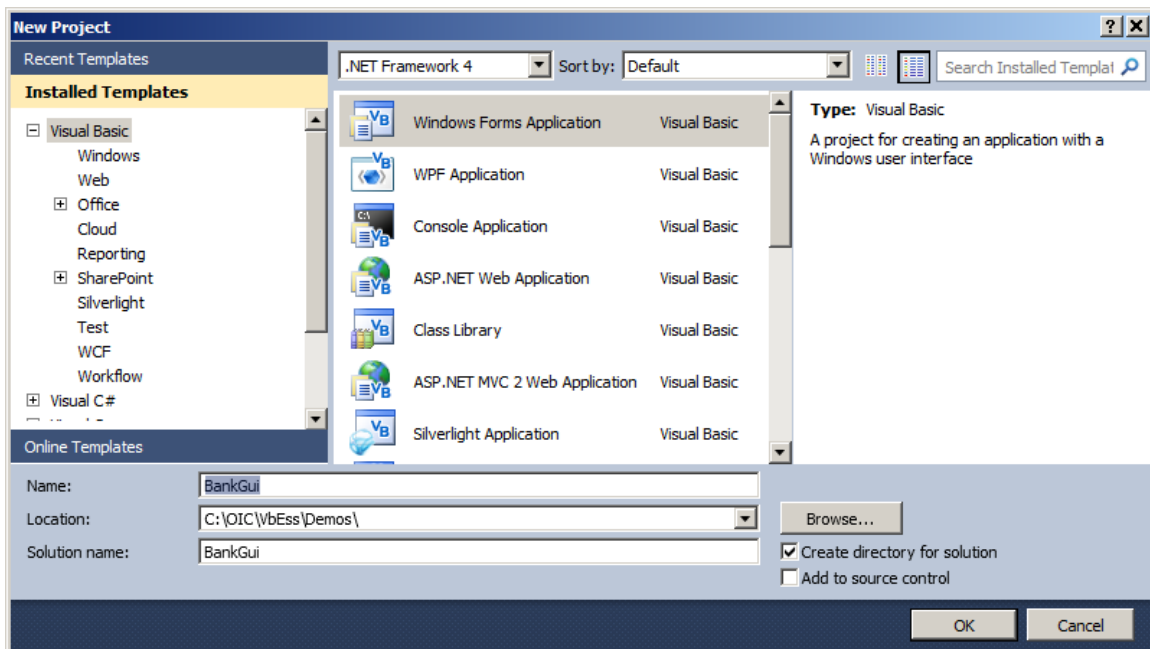 New Project
Recent Templates
.NET Framework 4
Sort by: Default
Search Installed Templat
Installed Templates
Visual Basic
Windows
Web
Office
Cloud
Reporting
SharePoint
Silverlight
Test
WCF
Workflow
Visual C#
Online Templates
Windows Forms Application Visual Basic
WPF Application Visual Basic
Console Application Visual Basic
ASP.NET Web Application Visual Basic
Class Library Visual Basic
ASP.NET MVC 2 Web Application Visual Basic
Silverlight Application Visual Basic
Type: Visual Basic
A project for creating an application with a
Windows user interface
Name: BankGui
Location: C:\OIC\VbEss\Demos\
Browse...
Solution name: BankGui
Create directory for solution
Add to source control
OK Cancel